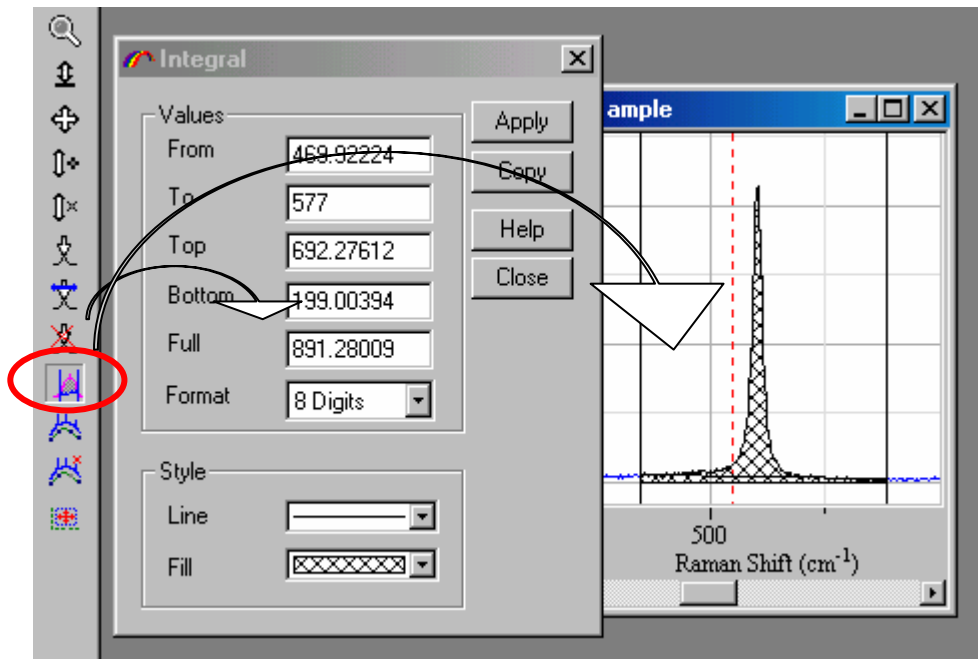 Integral
Values
From 469.92224
To 577
Top 692.27612
Bottom 199.00394
Full 891.28009
Format 8 Digits
Apply
Copy
Help
Close
Style
Line
Fill
ample
500
Raman Shift (cm⁻¹)